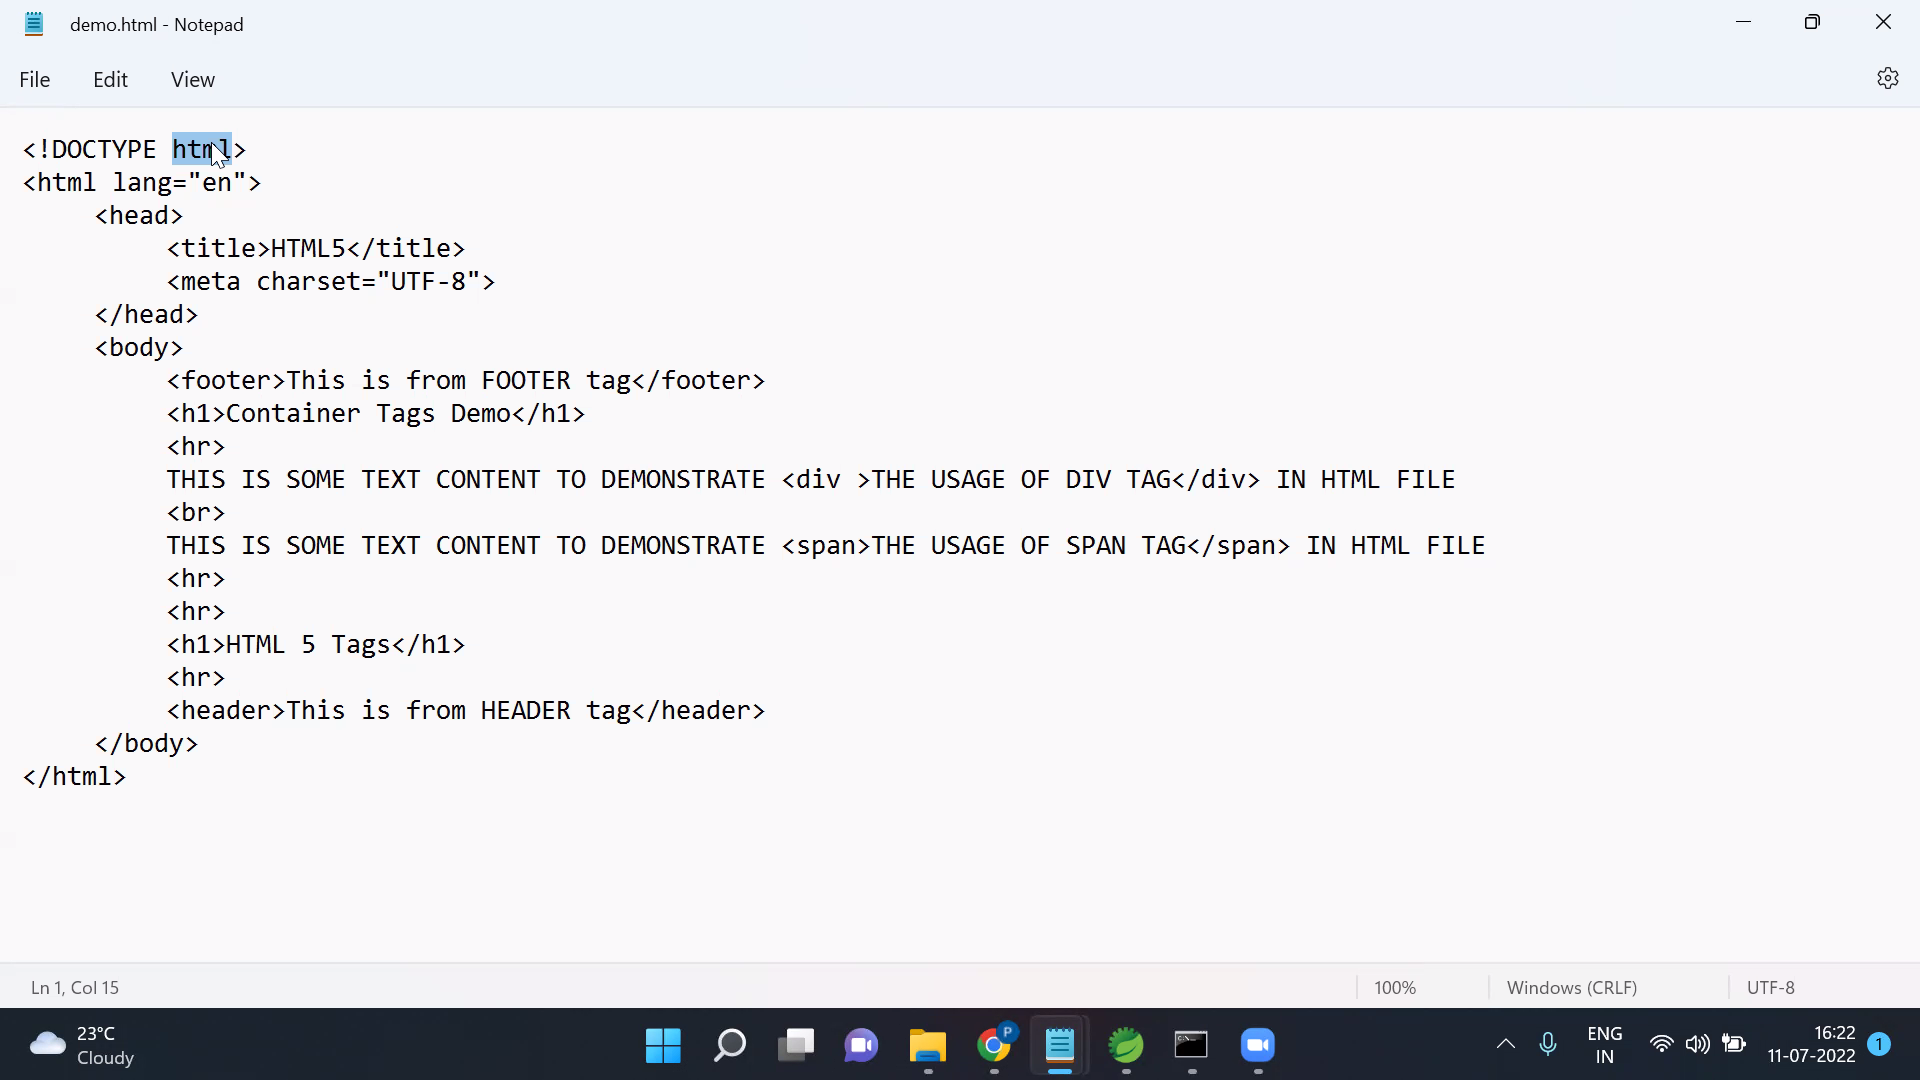 demo.html - Notepad
File Edit View
<!DOCTYPE html>
<html lang="en">
<head>
<title>HTML5</title>
<meta charset="UTF-8">
</head>
<body>
<footer>This is from FOOTER tag</footer>
<h1>Container Tags Demo</h1>
<hr>
THIS IS SOME TEXT CONTENT TO DEMONSTRATE <div >THE USAGE OF DIV TAG</div> IN HTML FILE
<br>
THIS IS SOME TEXT CONTENT TO DEMONSTRATE <span>THE USAGE OF SPAN TAG</span> IN HTML FILE
<hr>
<hr>
<h1>HTML 5 Tags</h1>
<hr>
<header>This is from HEADER tag</header>
</body>
</html>
Ln 1, Col 15 100% Windows (CRLF) UTF-8
23°C
Cloudy
P
ENG
IN
16:22
11-07-2022
1